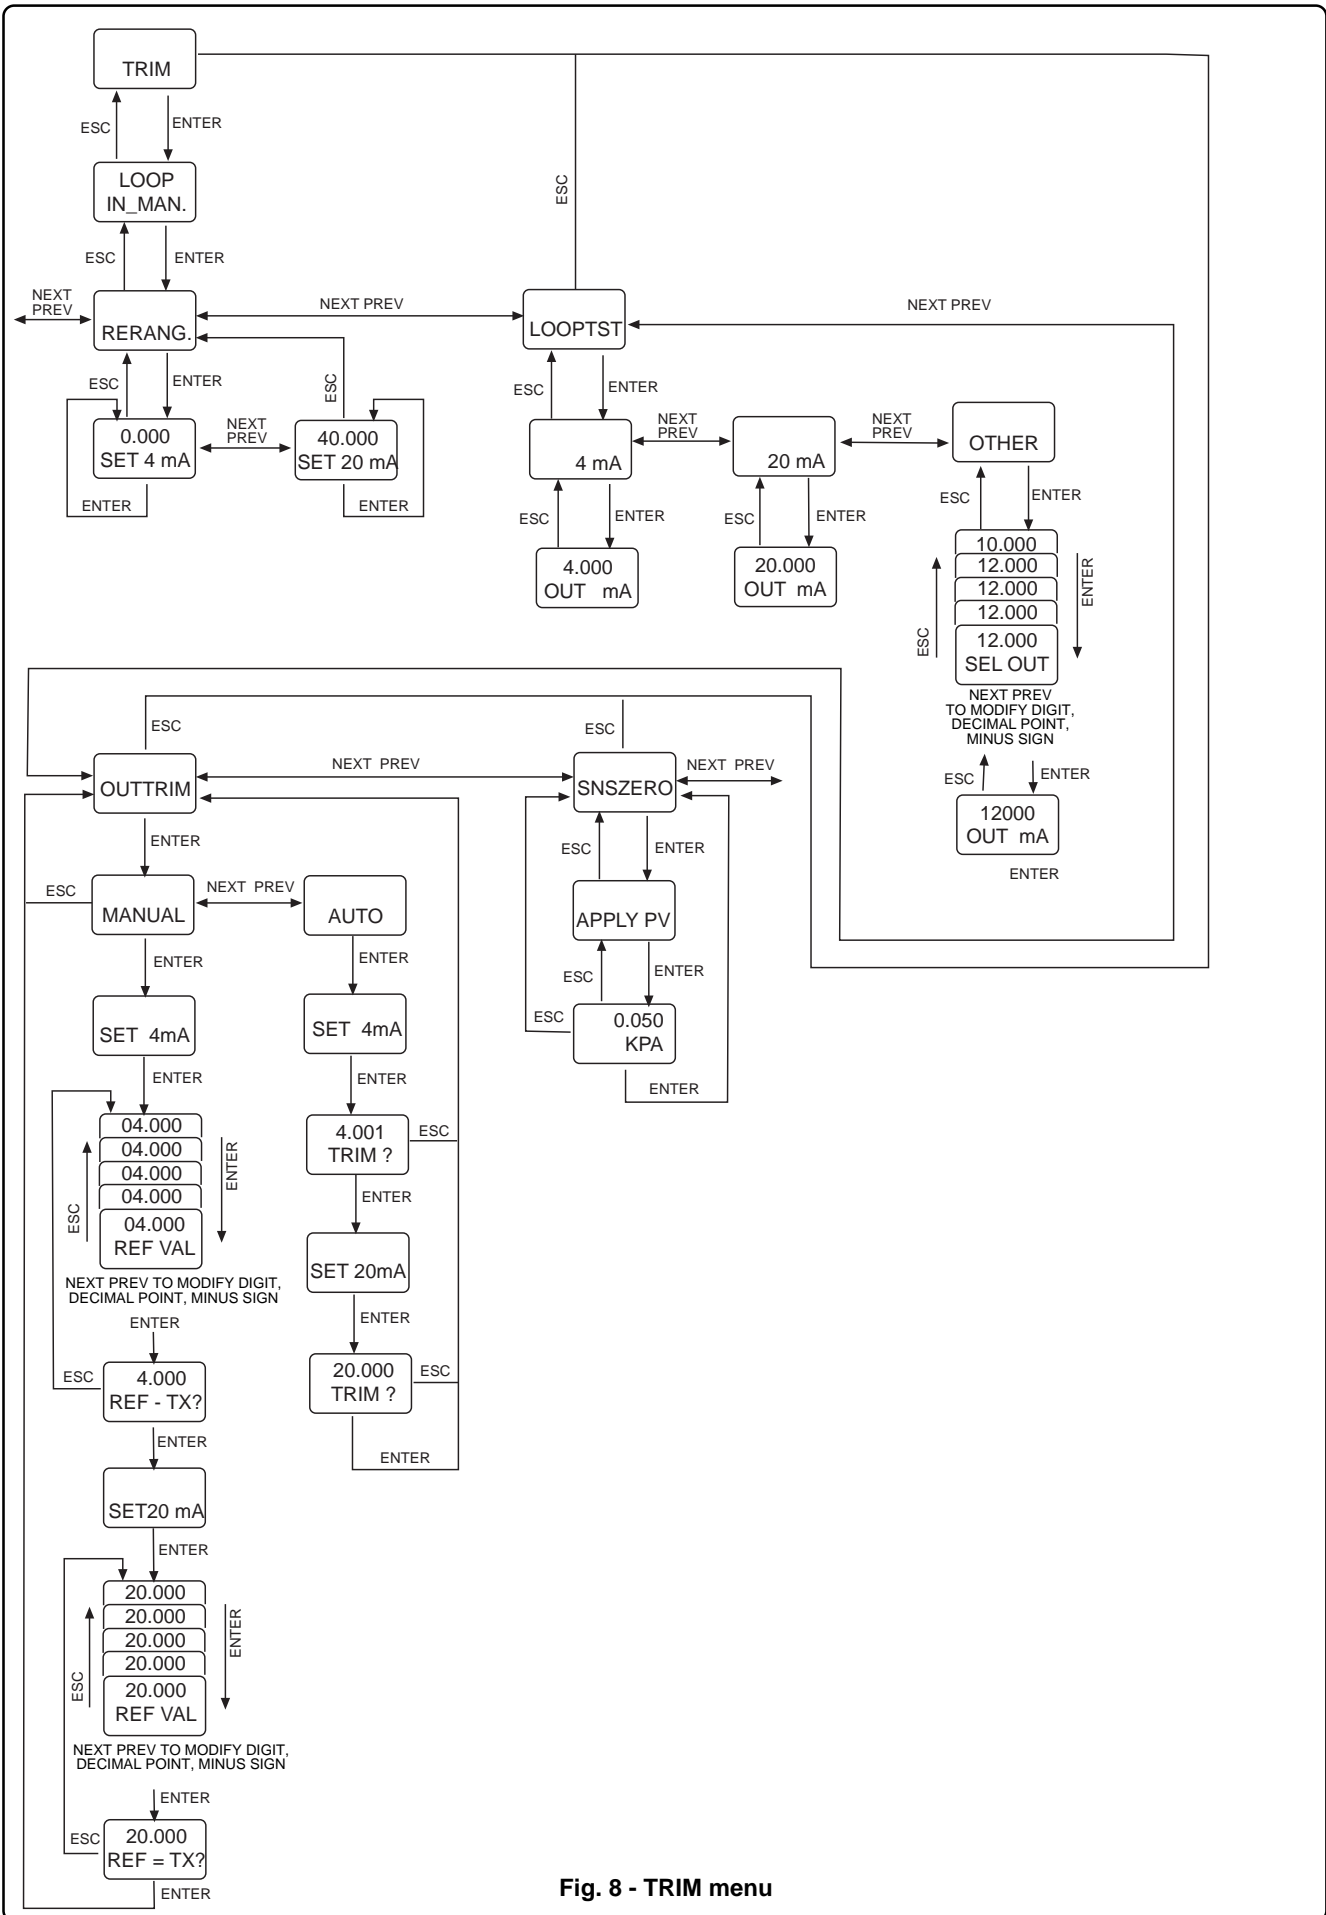 TRIM
ESC
ENTER
LOOP
IN_MAN.
ESC
ENTER
NEXT
PREV
RERANG.
NEXT PREV
ESC
LOOPTST
NEXT PREV
ESC
ENTER
ESC
0.000
SET 4 mA
NEXT
PREV
40.000
SET 20 mA
ENTER
ENTER
ESC
ENTER
4 mA
NEXT
PREV
20 mA
NEXT
PREV
OTHER
ESC
ENTER
ESC
ENTER
ESC
ENTER
4.000
OUT mA
20.000
OUT mA
10.000
12.000
12.000
12.000
12.000
SEL OUT
ESC
ENTER
NEXT PREV
TO MODIFY DIGIT,
DECIMAL POINT,
MINUS SIGN
ESC
ENTER
12000
OUT mA
ENTER
ESC
OUTTRIM
NEXT PREV
ESC
SNSZERO
NEXT PREV
ENTER
ESC
ENTER
ESC
MANUAL
NEXT PREV
AUTO
APPLY PV
ENTER
ENTER
ESC
ENTER
SET 4mA
SET 4mA
ESC
0.050
KPA
ENTER
ENTER
ENTER
04.000
04.000
04.000
04.000
04.000
REF VAL
ESC
ENTER
4.001
TRIM ?
ESC
ENTER
SET 20mA
NEXT PREV TO MODIFY DIGIT,
DECIMAL POINT, MINUS SIGN
ENTER
ENTER
ESC
4.000
REF - TX?
20.000
TRIM ?
ESC
ENTER
ENTER
SET20 mA
ENTER
20.000
20.000
20.000
20.000
20.000
REF VAL
ESC
ENTER
NEXT PREV TO MODIFY DIGIT,
DECIMAL POINT, MINUS SIGN
ENTER
ESC
20.000
REF = TX?
ENTER
Fig. 8 - TRIM menu